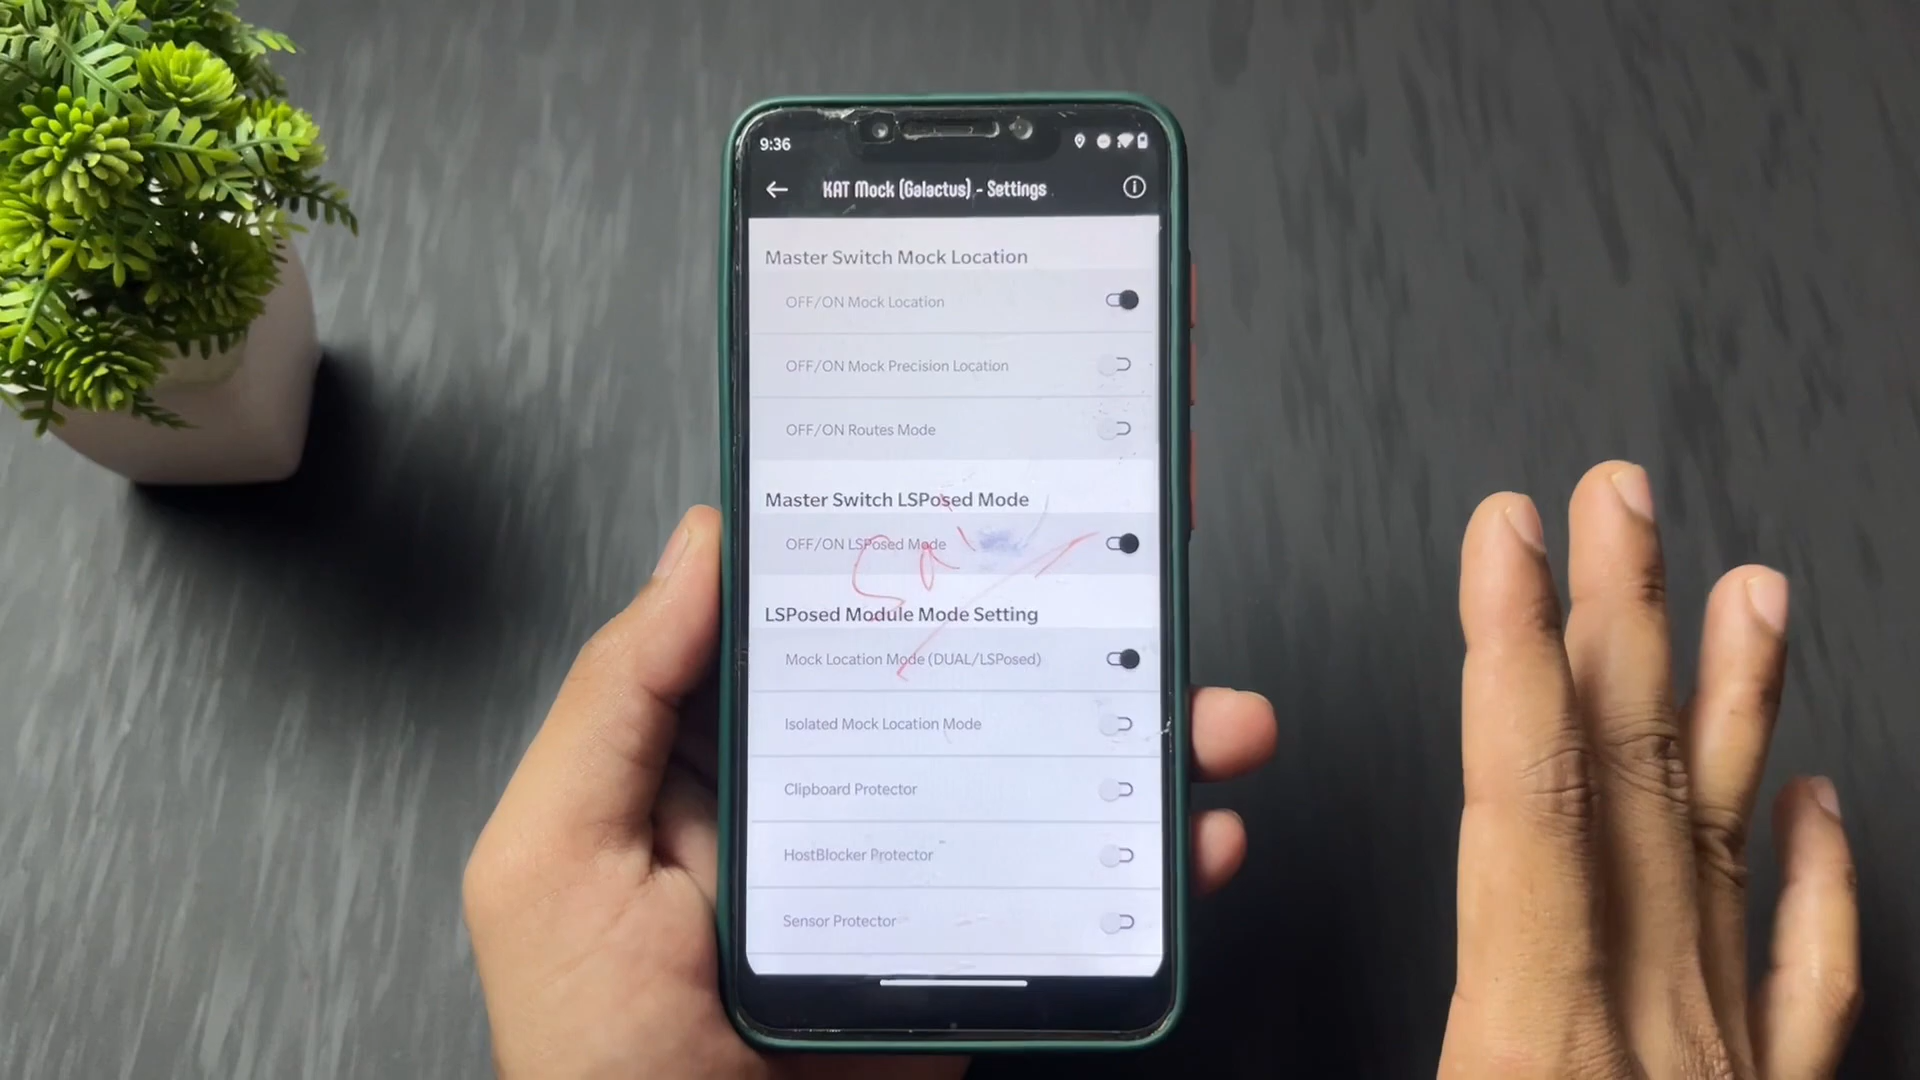 9:36
KAT Mock (Galactus) - Settings
Master Switch Mock Location
OFF/ON Mock Location
OFF/ON Mock Precision Location
OFF/ON Routes Mode
Master Switch LSPosed Mode
OFF/ON LSPosed Mode
LSPosed Module Mode Setting
Mock Location Mode (DUAL/LSPosed)
Isolated Mock Location Mode
Clipboard Protector
HostBlocker Protector
Sensor Protector